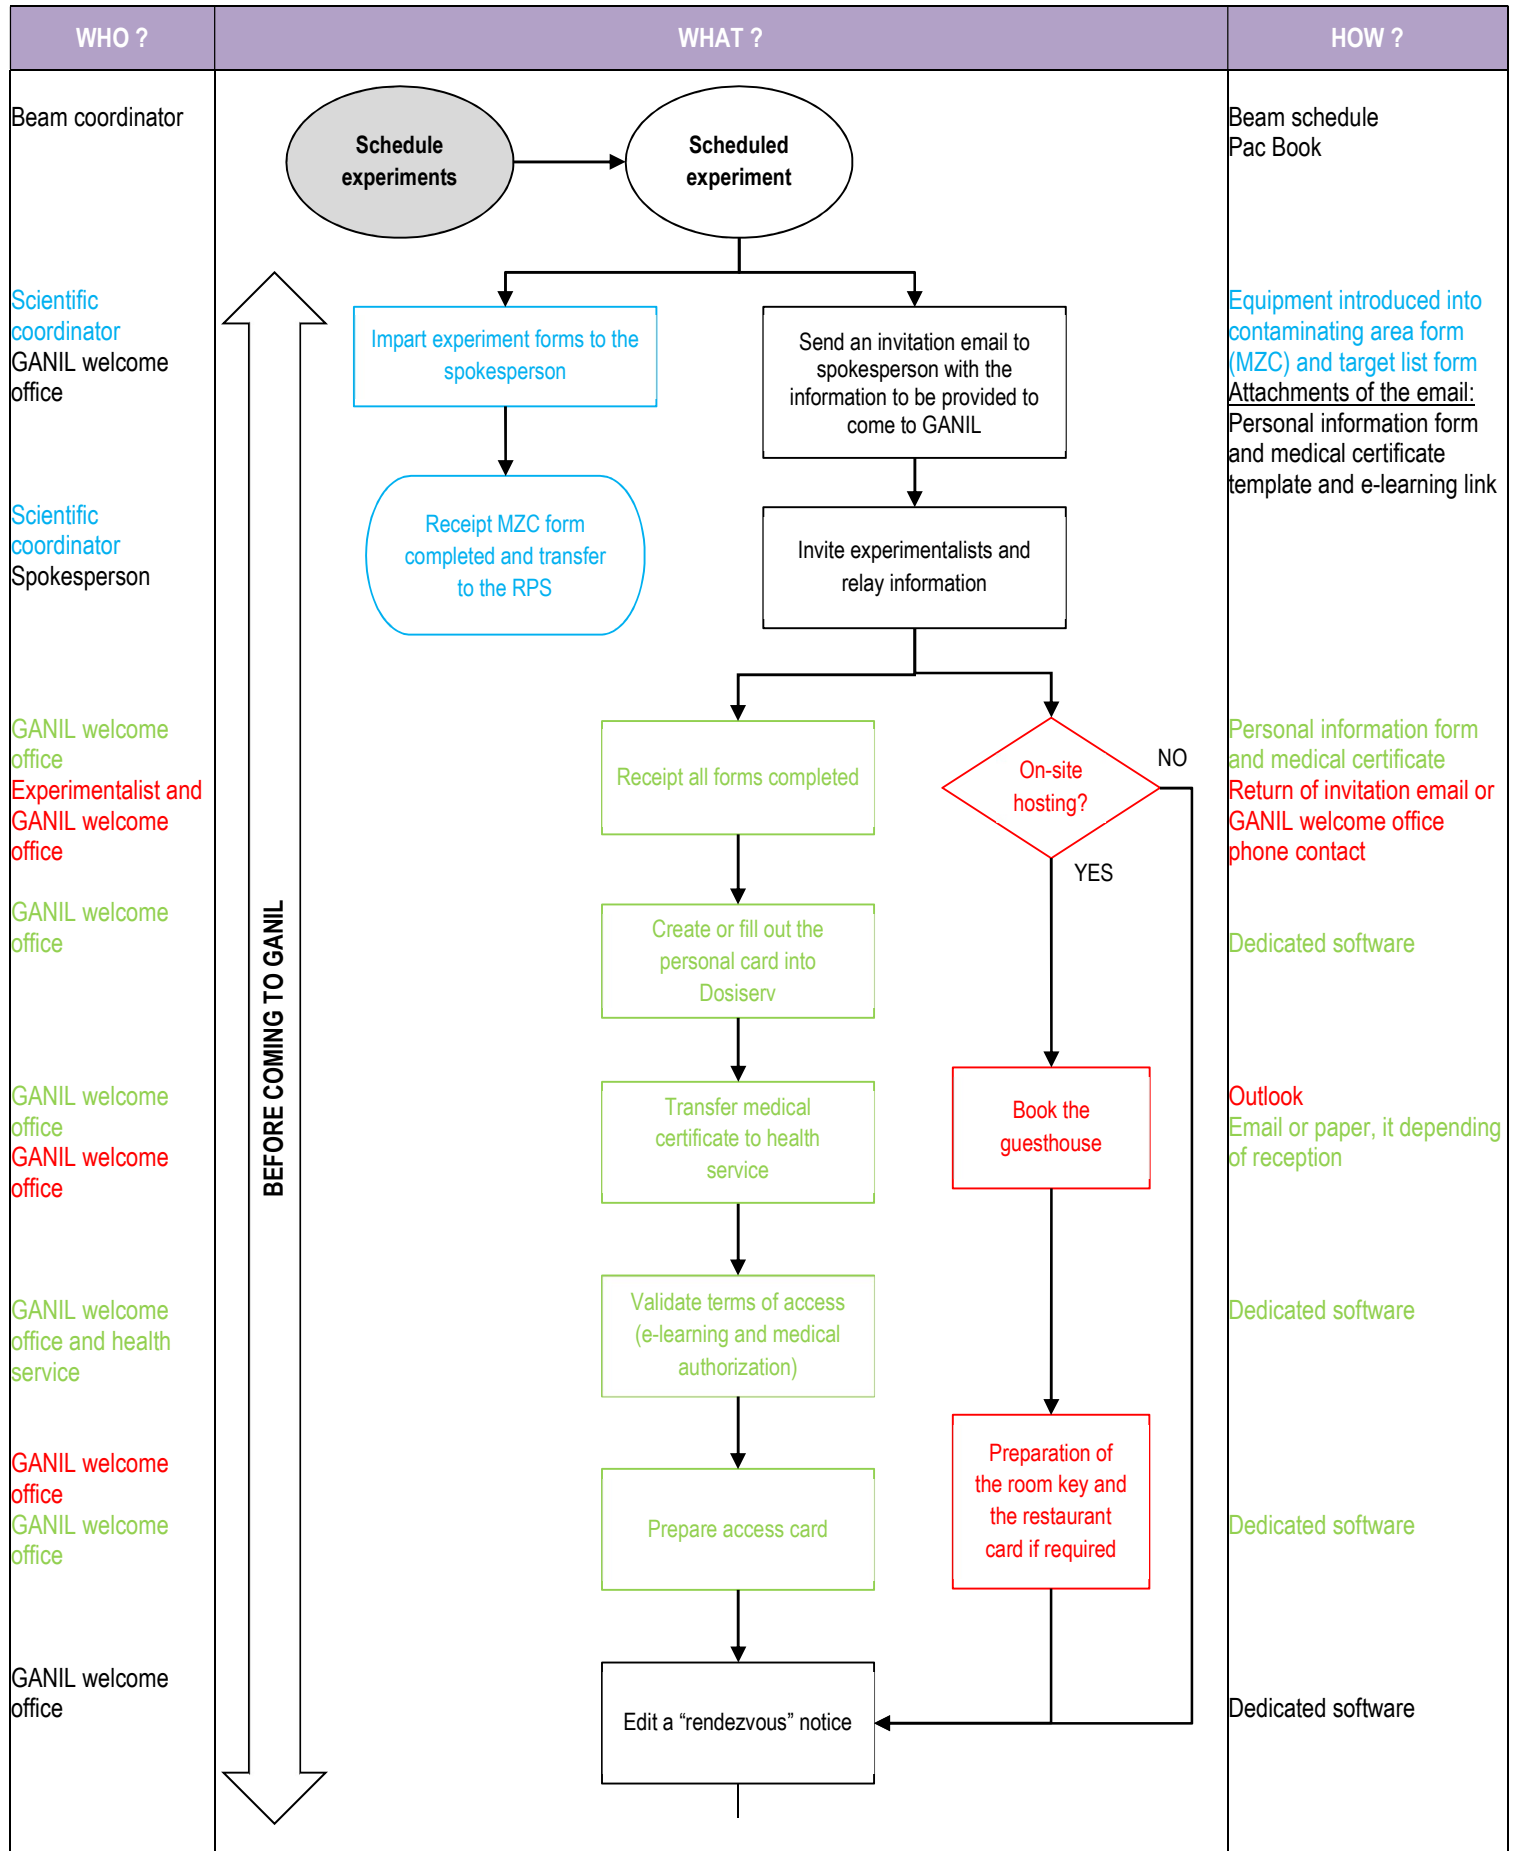 WHO ?
WHAT ?
HOW ?
Beam coordinator
Schedule
experiments
Scheduled
experiment
Beam schedule
Pac Book
Scientific
coordinator
GANIL welcome
office
Impart experiment forms to the
spokesperson
Send an invitation email to
spokesperson with the
information to be provided to
come to GANIL
Equipment introduced into
contaminating area form
(MZC) and target list form
Attachments of the email:
Personal information form
and medical certificate
template and e-learning link
Scientific
coordinator
Spokesperson
Receipt MZC form
completed and transfer
to the RPS
Invite experimentalists and
relay information
GANIL welcome
office
Experimentalist and
GANIL welcome
office
Receipt all forms completed
On-site
hosting?
NO
YES
Personal information form
and medical certificate
Return of invitation email or
GANIL welcome office
phone contact
GANIL welcome
office
Create or fill out the
personal card into
Dosiserv
Dedicated software
BEFORE COMING TO GANIL
GANIL welcome
office
GANIL welcome
office
Transfer medical
certificate to health
service
Book the
guesthouse
Outlook
Email or paper, it depending
of reception
GANIL welcome
office and health
service
Validate terms of access
(e-learning and medical
authorization)
Dedicated software
GANIL welcome
office
GANIL welcome
office
Prepare access card
Preparation of
the room key and
the restaurant
card if required
Dedicated software
GANIL welcome
office
Edit a “rendezvous” notice
Dedicated software